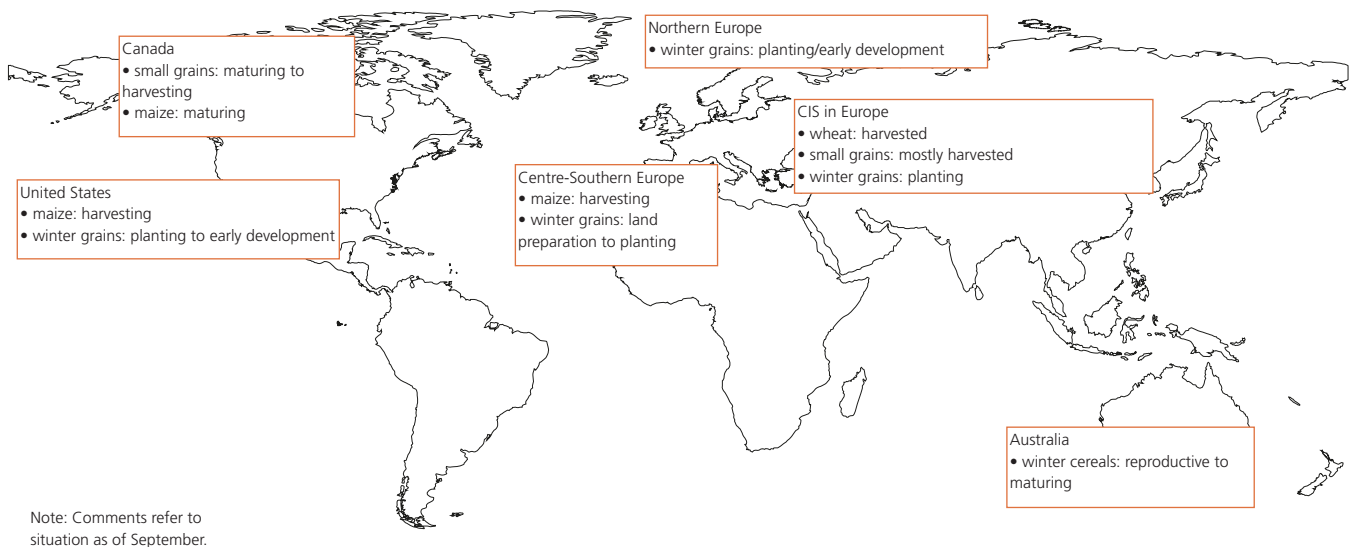 Canada
• small grains: maturing to
harvesting
• maize: maturing
Northern Europe
• winter grains: planting/early development
CIS in Europe
• wheat: harvested
• small grains: mostly harvested
• winter grains: planting
United States
• maize: harvesting
• winter grains: planting to early development
Centre-Southern Europe
• maize: harvesting
• winter grains: land
preparation to planting
Australia
• winter cereals: reproductive to
maturing
Note: Comments refer to
situation as of September.